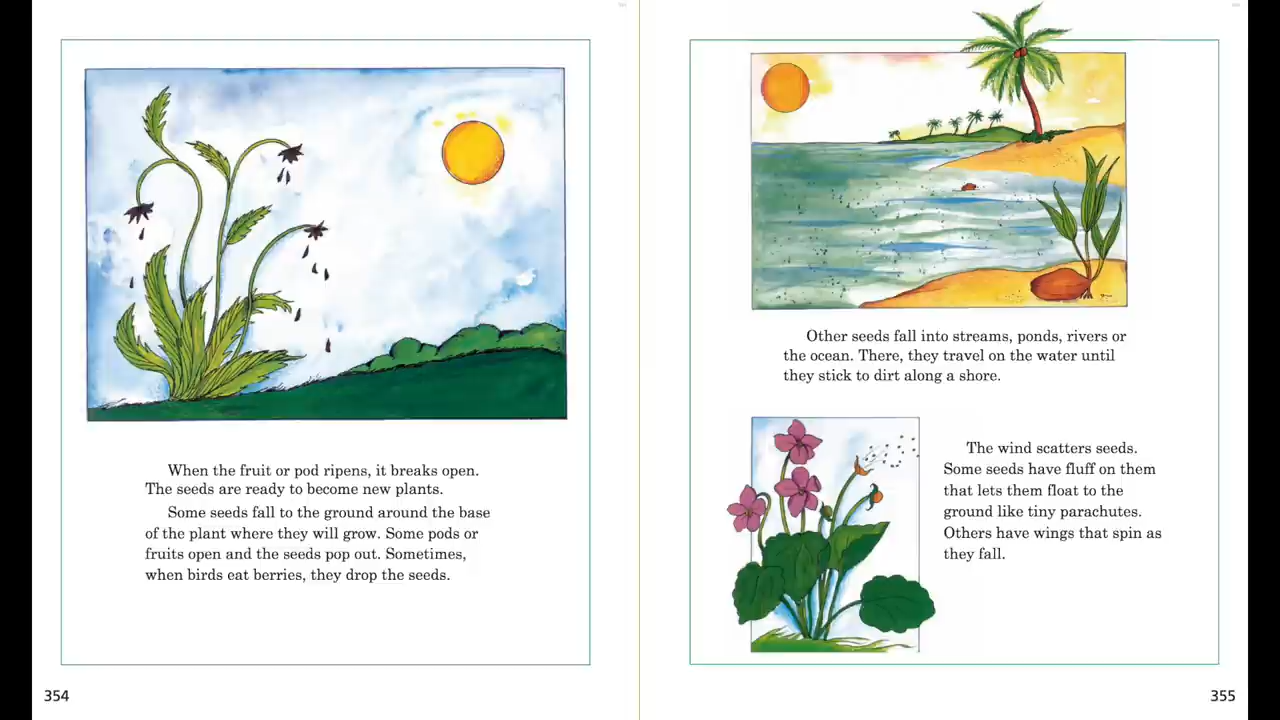 When the fruit or pod ripens, it breaks open.
The seeds are ready to become new plants.
Some seeds fall to the ground around the base
of the plant where they will grow. Some pods or
fruits open and the seeds pop out. Sometimes,
when birds eat berries, they drop the seeds.
354
Other seeds fall into streams, ponds, rivers or
the ocean. There, they travel on the water until
they stick to dirt along a shore.
The wind scatters seeds.
Some seeds have fluff on them
that lets them float to the
ground like tiny parachutes.
Others have wings that spin as
they fall.
355